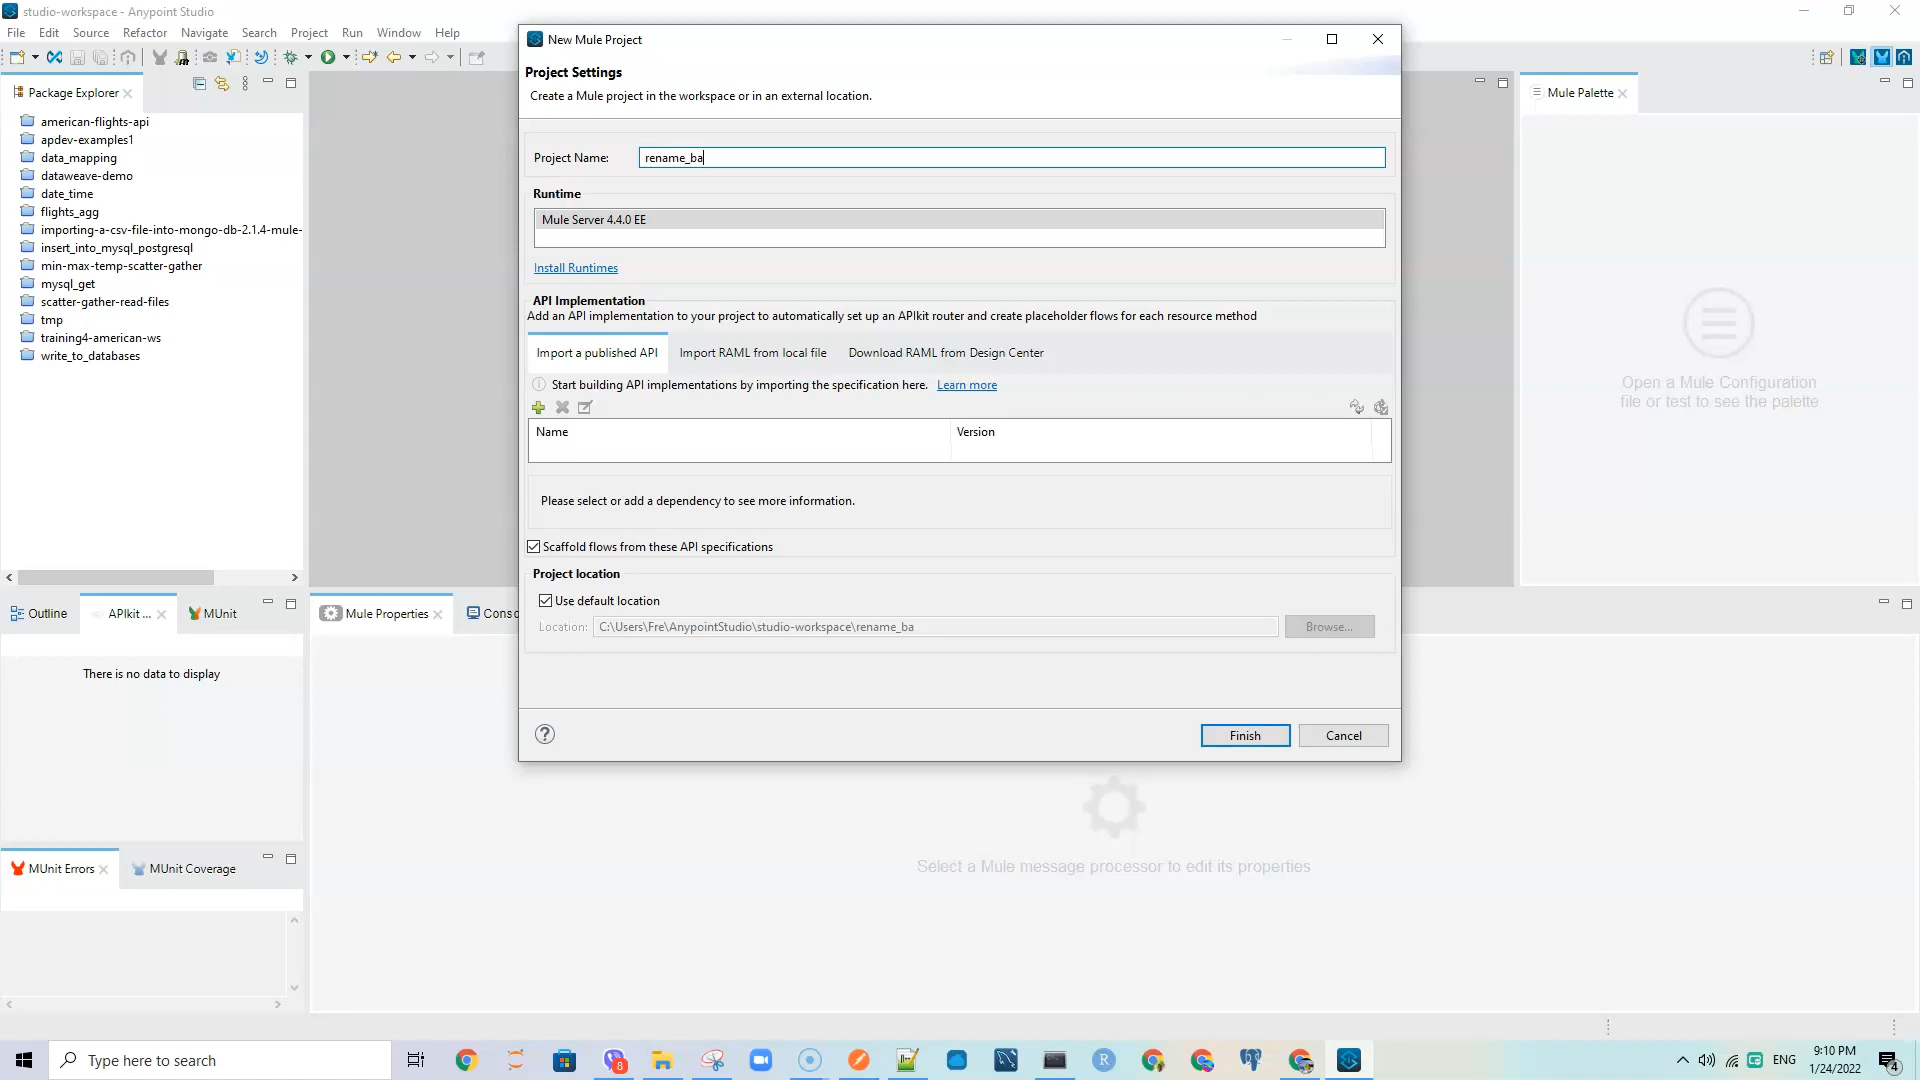 studio-workspace - Anypoint Studio
File Edit Source Refactor Navigate Search Project Run Window Help
Package Explorer
american-flights-api
apdev-examples1
data_mapping
dataweave-demo
date_time
flights_agg
importing-a-csv-file-into-mongo-db-2.1.4-mule-
insert_into_mysql_postgresql
min-max-temp-scatter-gather
mysql_get
scatter-gather-read-files
tmp
training4-american-ws
write_to_databases
New Mule Project
Project Settings
Create a Mule project in the workspace or in an external location.
Project Name: rename_ba
Runtime
Mule Server 4.4.0 EE
Install Runtimes
API Implementation
Add an API implementation to your project to automatically set up an APIkit router and create placeholder flows for each resource method
Import a published API Import RAML from local file Download RAML from Design Center
Start building API implementations by importing the specification here. Learn more
Name Version
Please select or add a dependency to see more information.
Scaffold flows from these API specifications
Project location
Use default location
Location: C:\Users\Fre\AnypointStudio\studio-workspace\rename_ba Browse...
Finish Cancel
Mule Palette
Open a Mule Configuration
file or test to see the palette
Outline APIkit ... MUnit
There is no data to display
Mule Properties Conso
Select a Mule message processor to edit its properties
MUnit Errors MUnit Coverage
Type here to search
8
R
ENG
9:10 PM
1/24/2022
4